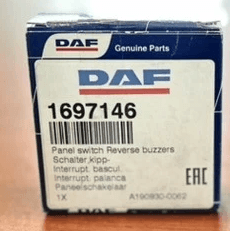 DAF
Genuine Parts
DAF
1697146
Panel switch Reverse buzzers
Schalter,kipp-
Interrupt. bascul.
Interrupt. palanca
Paneelschakelaar
1X A190930-0062
EAC